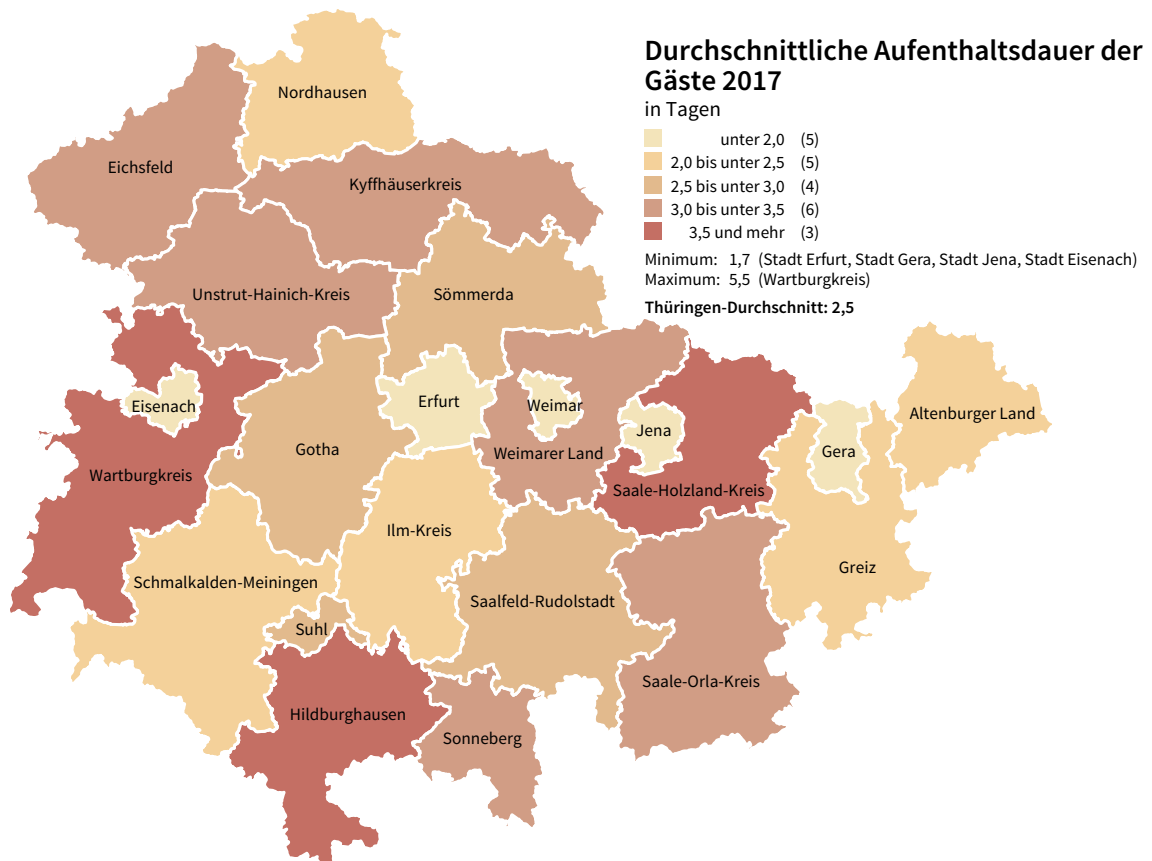 Durchschnittliche Aufenthaltsdauer der
Gäste 2017
in Tagen
unter 2,0 (5)
2,0 bis unter 2,5 (5)
2,5 bis unter 3,0 (4)
3,0 bis unter 3,5 (6)
3,5 und mehr (3)
Minimum: 1,7 (Stadt Erfurt, Stadt Gera, Stadt Jena, Stadt Eisenach)
Maximum: 5,5 (Wartburgkreis)
Thüringen-Durchschnitt: 2,5
Nordhausen
Eichsfeld
Kyffhäuserkreis
Unstrut-Hainich-Kreis
Sömmerda
Eisenach
Erfurt
Weimar
Altenburger Land
Jena
Gotha
Weimarer Land
Gera
Wartburgkreis
Saale-Holzland-Kreis
Ilm-Kreis
Greiz
Schmalkalden-Meiningen
Saalfeld-Rudolstadt
Suhl
Saale-Orla-Kreis
Hildburghausen
Sonneberg